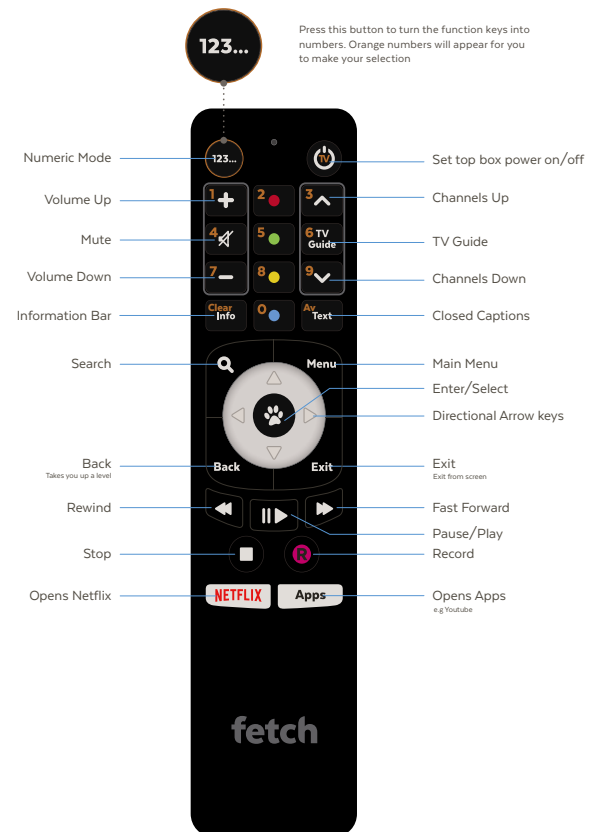 123...
Press this button to turn the function keys into
numbers. Orange numbers will appear for you
to make your selection
Numeric Mode
123...
TV
Set top box power on/off
Volume Up
1
2
3
Channels Up
Mute
4
5
6 TV
Guide
TV Guide
Volume Down
7
8
9
Channels Down
Information Bar
Clear
Info
0
Av
Text
Closed Captions
Search
Menu
Main Menu
Enter/Select
Directional Arrow keys
Back
Takes you up a level
Back
Exit
Exit
Exit from screen
Rewind
Fast Forward
Pause/Play
Stop
R
Record
Opens Netflix
NETFLIX
Apps
Opens Apps
e.g Youtube
fetch